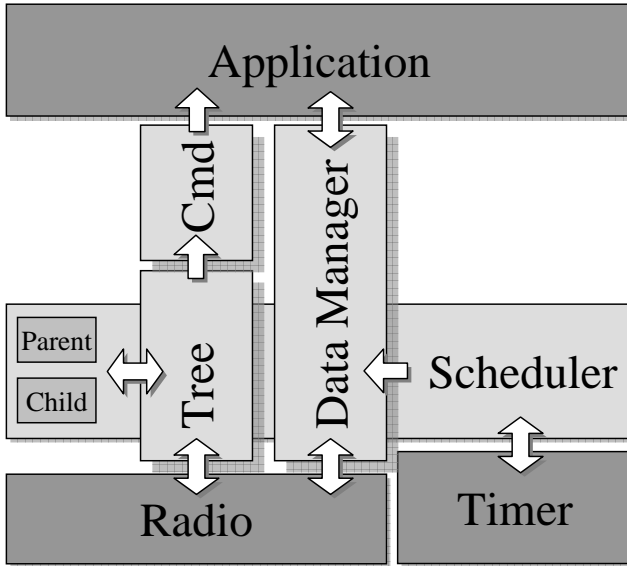 Application
Cmd
Data Manager
Parent
Child
Tree
Scheduler
Radio
Timer